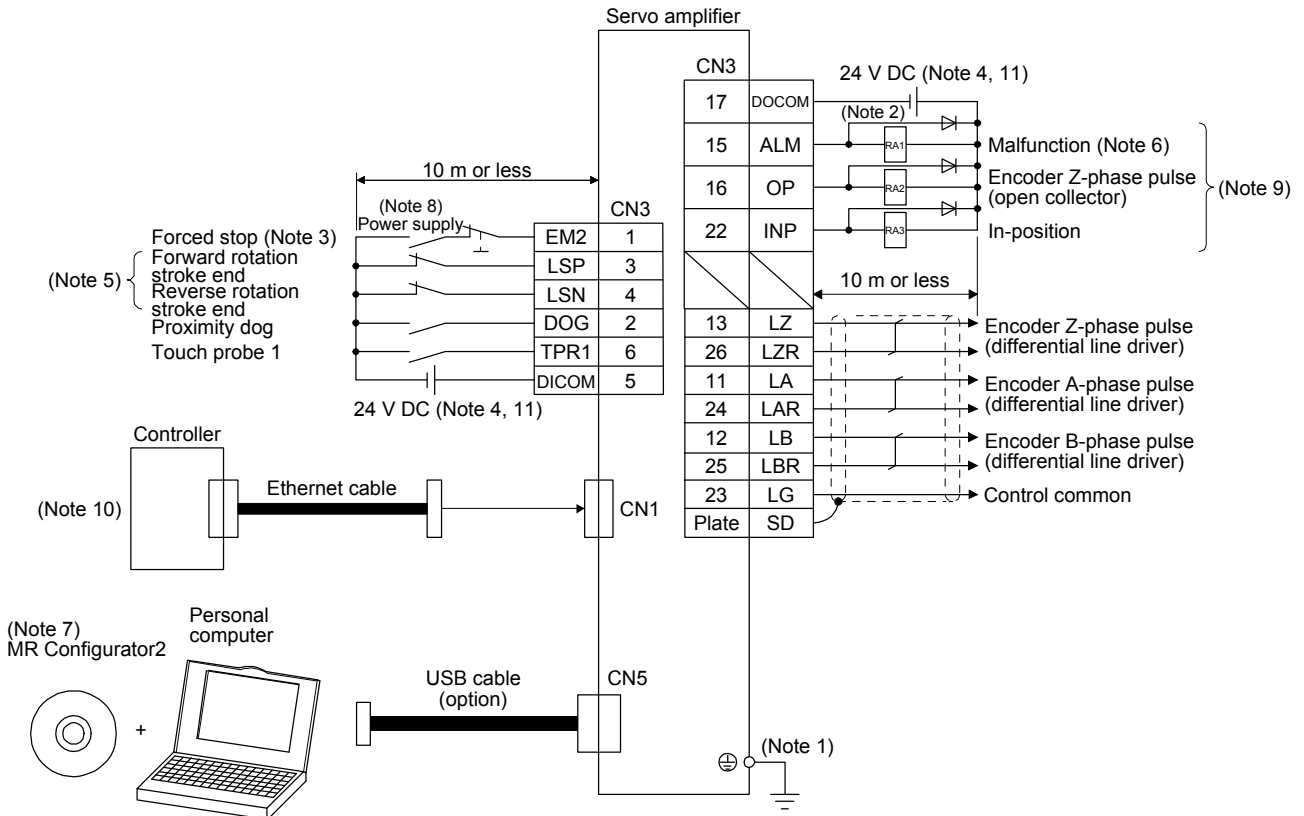 Servo amplifier
CN3
24 V DC (Note 4, 11)
17 DOCOM
(Note 2)
15 ALM RA1 Malfunction (Note 6)
16 OP RA2 Encoder Z-phase pulse
(open collector)
(Note 9)
22 INP RA3 In-position
10 m or less
13 LZ Encoder Z-phase pulse
26 LZR (differential line driver)
11 LA Encoder A-phase pulse
24 LAR (differential line driver)
12 LB Encoder B-phase pulse
25 LBR (differential line driver)
23 LG Control common
Plate SD
10 m or less
(Note 8)
Power supply
CN3
Forced stop (Note 3) EM2 1
(Note 5)
Forward rotation
stroke end
LSP 3
Reverse rotation
stroke end
LSN 4
Proximity dog DOG 2
Touch probe 1 TPR1 6
DICOM 5
24 V DC (Note 4, 11)
Controller
(Note 10)
Ethernet cable
CN1
(Note 7)
MR Configurator2
+
Personal
computer
USB cable
(option)
CN5
(Note 1)